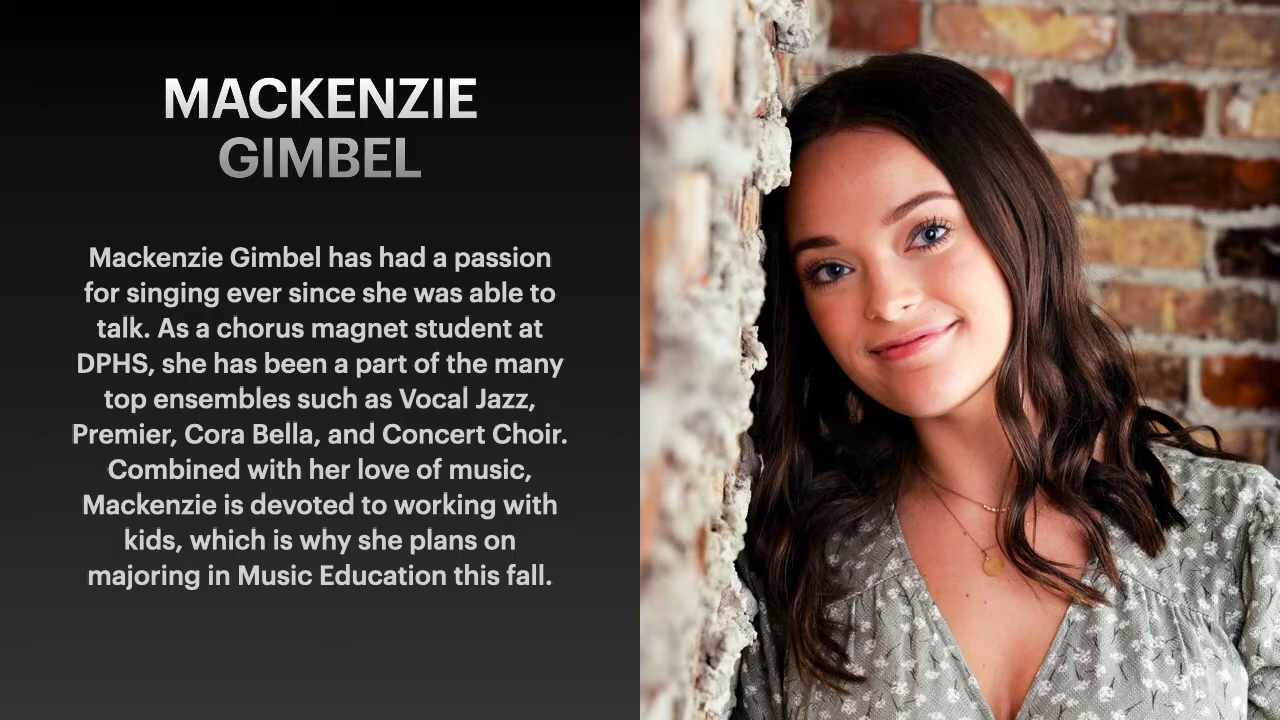 MACKENZIE
GIMBEL
Mackenzie Gimbel has had a passion
for singing ever since she was able to
talk. As a chorus magnet student at
DPHS, she has been a part of the many
top ensembles such as Vocal Jazz,
Premier, Cora Bella, and Concert Choir.
Combined with her love of music,
Mackenzie is devoted to working with
kids, which is why she plans on
majoring in Music Education this fall.